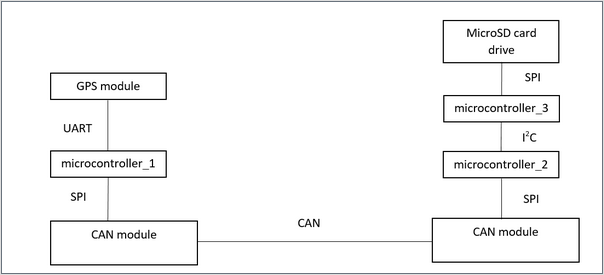 MicroSD card
drive
SPI
GPS module
microcontroller_3
UART
I²C
microcontroller_1
microcontroller_2
SPI
SPI
CAN module
CAN
CAN module